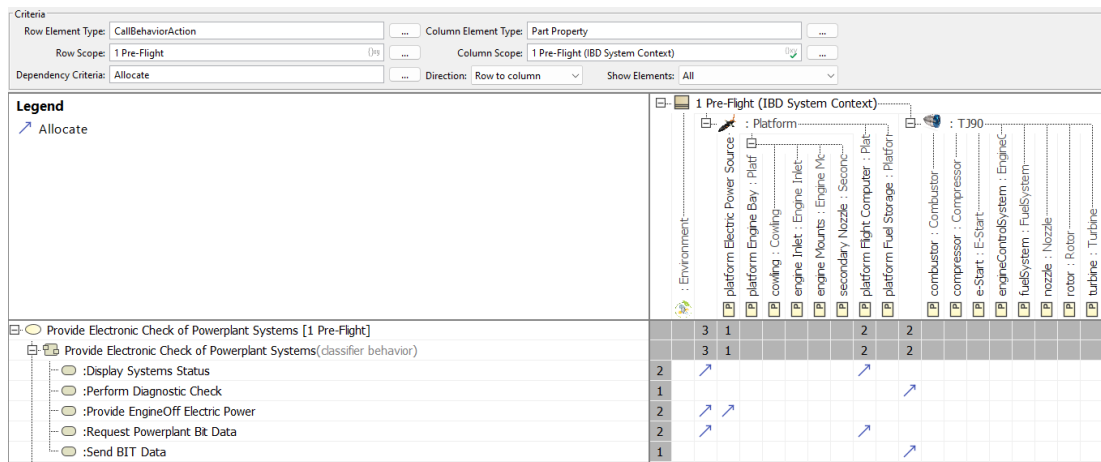 Criteria
Row Element Type: CallBehaviorAction ... Column Element Type: Part Property ...
Row Scope: 1 Pre-Flight ... Column Scope: 1 Pre-Flight (IBD System Context) ...
Dependency Criteria: Allocate ... Direction: Row to column Show Elements: All
Legend
Allocate
1 Pre-Flight (IBD System Context)
: Platform
: TJ90
: Environment
platform Electric Power Source
platform Engine Bay : Platf
cowling : Cowling
engine Inlet : Engine Inlet
engine Mounts : Engine Mo
secondary Nozzle : Second
platform Flight Computer : Plat
platform Fuel Storage : Platforr
combustor : Combustor
compressor : Compressor
e-Start : E-Start
engineControlSystem : EngineC
fuelSystem : FuelSystem
nozzle : Nozzle
rotor : Rotor
turbine : Turbine
Provide Electronic Check of Powerplant Systems [1 Pre-Flight] 3 1 2 2
Provide Electronic Check of Powerplant Systems(classifier behavior) 3 1 2 2
:Display Systems Status 2
:Perform Diagnostic Check 1
:Provide EngineOff Electric Power 2
:Request Powerplant Bit Data 2
:Send BIT Data 1